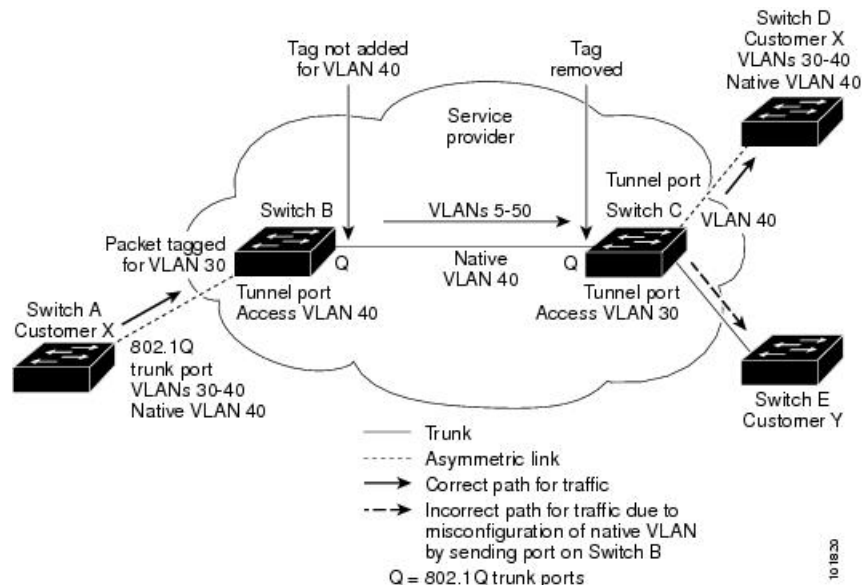 Tag not added
for VLAN 40
Tag
removed
Switch D
Customer X
VLANs 30-40
Native VLAN 40
Service
provider
Tunnel port
VLAN 40
Switch B
VLANs 5-50
Switch C
Packet tagged
for VLAN 30
Q
Native
VLAN 40
Q
Tunnel port
Access VLAN 40
Tunnel port
Access VLAN 30
Switch A
Customer X
802.1Q
trunk port
VLANs 30-40
Native VLAN 40
Switch E
Customer Y
Trunk
Asymmetric link
Correct path for traffic
Incorrect path for traffic due to
misconfiguration of native VLAN
by sending port on Switch B
Q = 802.1Q trunk ports
101820